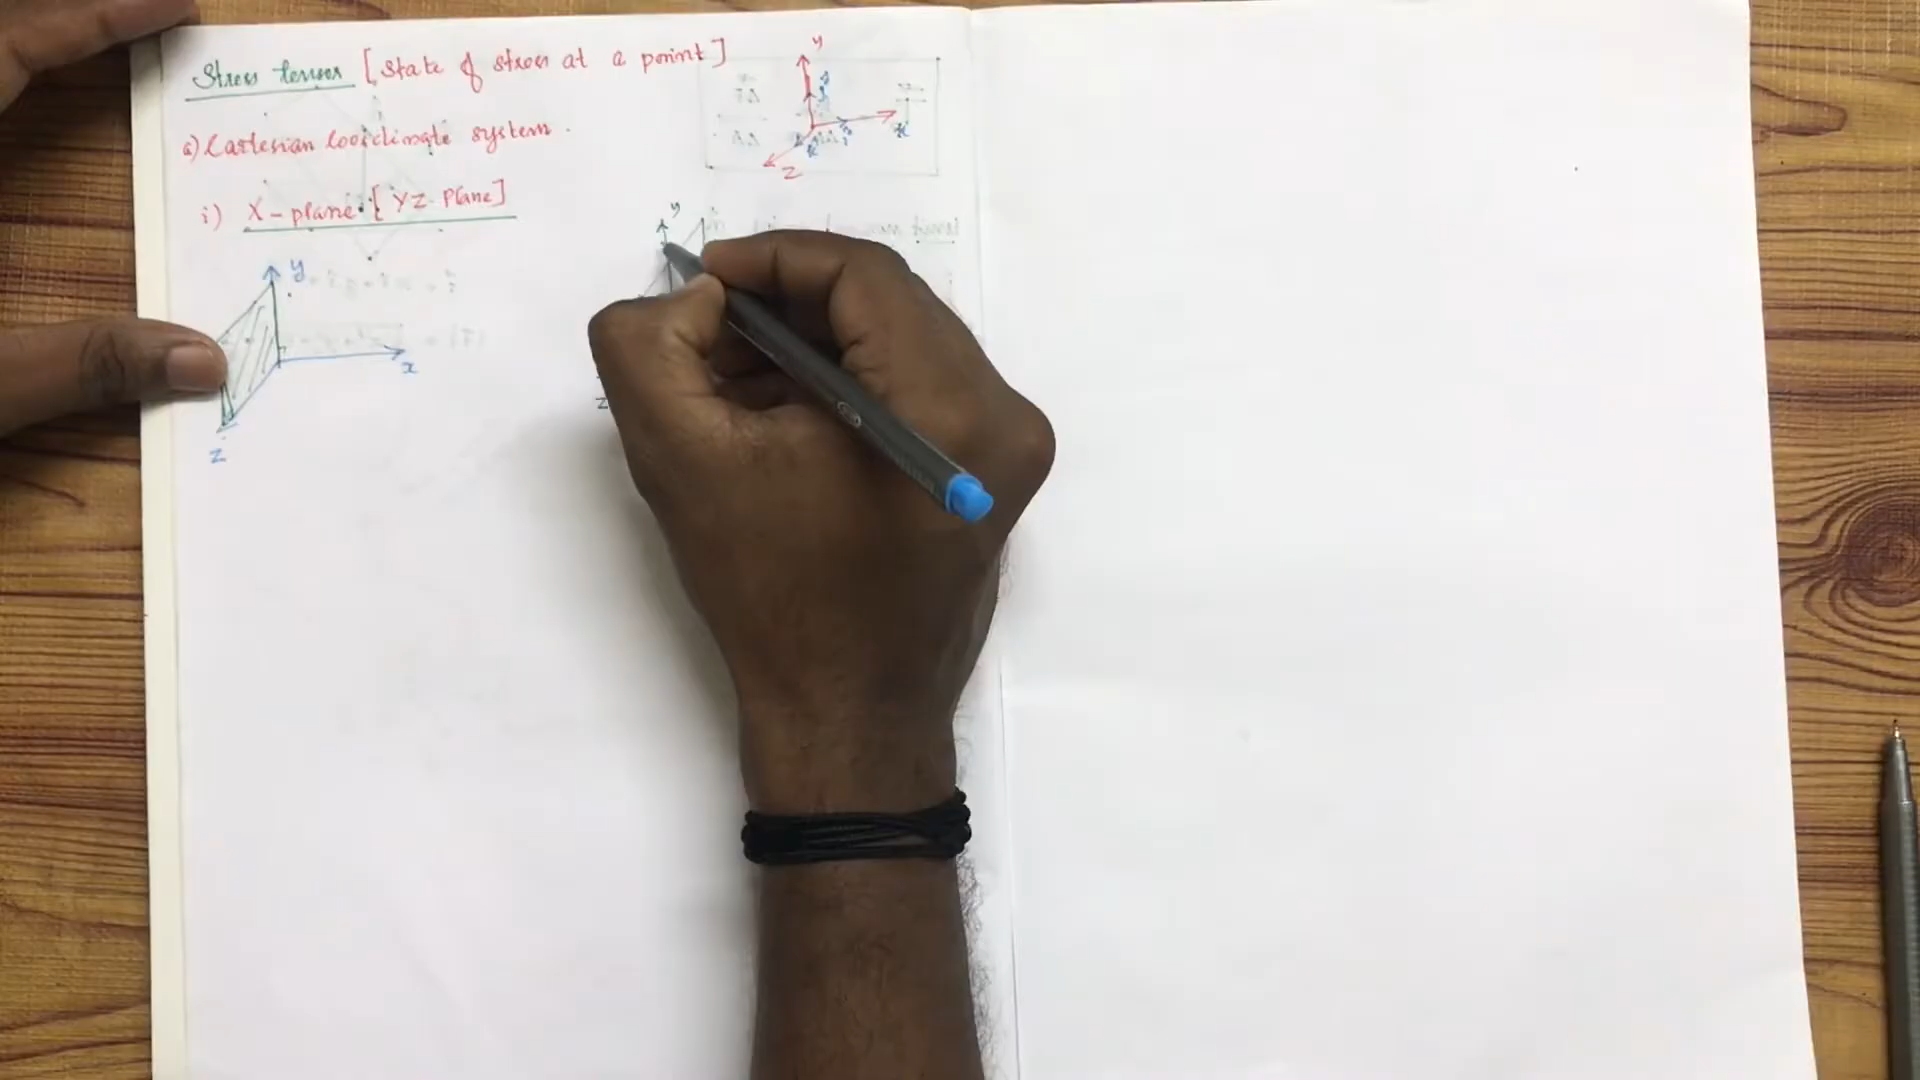 Stress tensor [State of stress at a point]
a) Cartesian Coordinate system.
i) X-plane [YZ-Plane]
y
x
z
y
x
z
y
z